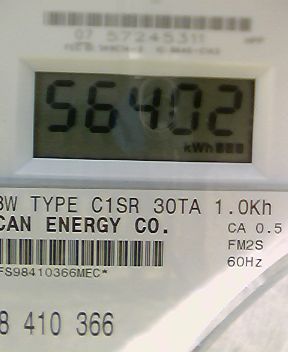 07 57245311
56402
kWh
3W TYPE C1SR 30TA 1.0Kh
CAN ENERGY CO.
CA 0.5
FM2S
60Hz
FS98410366MEC*
8 410 366